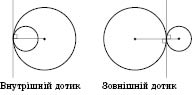 Внутрішній дотик
Зовнішній дотик